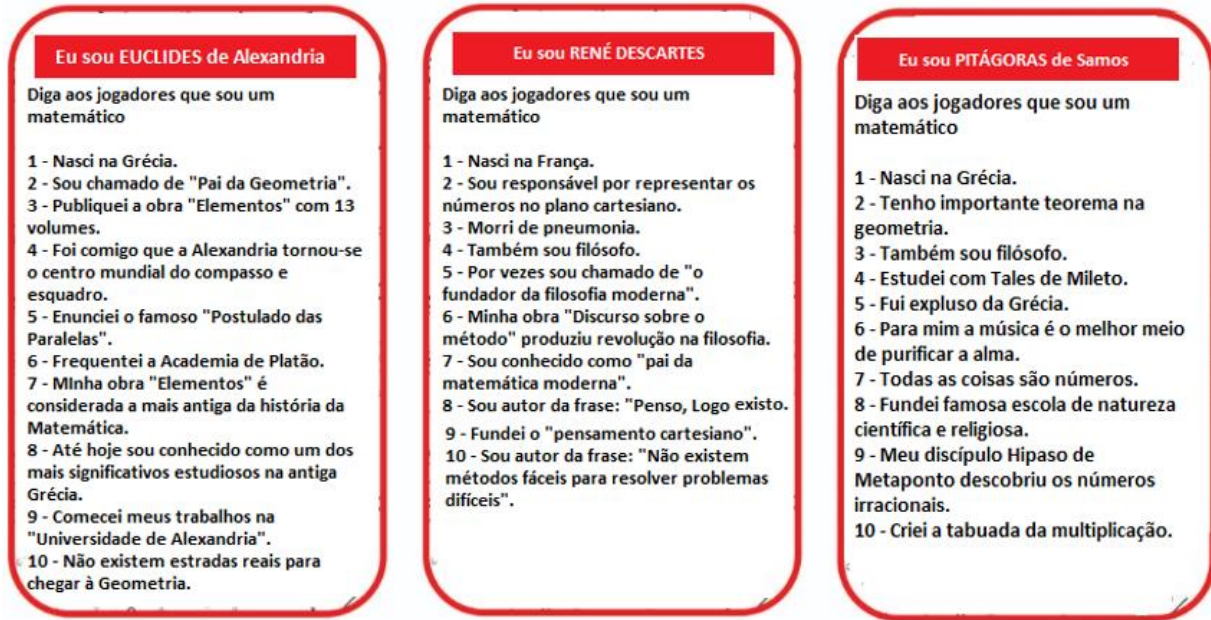 Eu sou EUCLIDES de Alexandria
Diga aos jogadores que sou um
matemático
1 - Nasci na Grécia.
2 - Sou chamado de "Pai da Geometria".
3 - Publiquei a obra "Elementos" com 13
volumes.
4 - Foi comigo que a Alexandria tornou-se
o centro mundial do compasso e
esquadro.
5 - Enunciei o famoso "Postulado das
Paralelas".
6 - Frequentei a Academia de Platão.
7 - MInha obra "Elementos" é
considerada a mais antiga da história da
Matemática.
8 - Até hoje sou conhecido como um dos
mais significativos estudiosos na antiga
Grécia.
9 - Comecei meus trabalhos na
"Universidade de Alexandria".
10 - Não existem estradas reais para
chegar à Geometria.
Eu sou RENÉ DESCARTES
Diga aos jogadores que sou um
matemático
1 - Nasci na França.
2 - Sou responsável por representar os
números no plano cartesiano.
3 - Morri de pneumonia.
4 - Também sou filósofo.
5 - Por vezes sou chamado de "o
fundador da filosofia moderna".
6 - Minha obra "Discurso sobre o
método" produziu revolução na filosofia.
7 - Sou conhecido como "pai da
matemática moderna".
8 - Sou autor da frase: "Penso, Logo existo.
9 - Fundei o "pensamento cartesiano".
10 - Sou autor da frase: "Não existem
métodos fáceis para resolver problemas
difíceis".
Eu sou PITÁGORAS de Samos
Diga aos jogadores que sou um
matemático
1 - Nasci na Grécia.
2 - Tenho importante teorema na
geometria.
3 - Também sou filósofo.
4 - Estudei com Tales de Mileto.
5 - Fui expluso da Grécia.
6 - Para mim a música é o melhor meio
de purificar a alma.
7 - Todas as coisas são números.
8 - Fundei famosa escola de natureza
científica e religiosa.
9 - Meu discípulo Hipaso de
Metaponto descobriu os números
irracionais.
10 - Criei a tabuada da multiplicação.